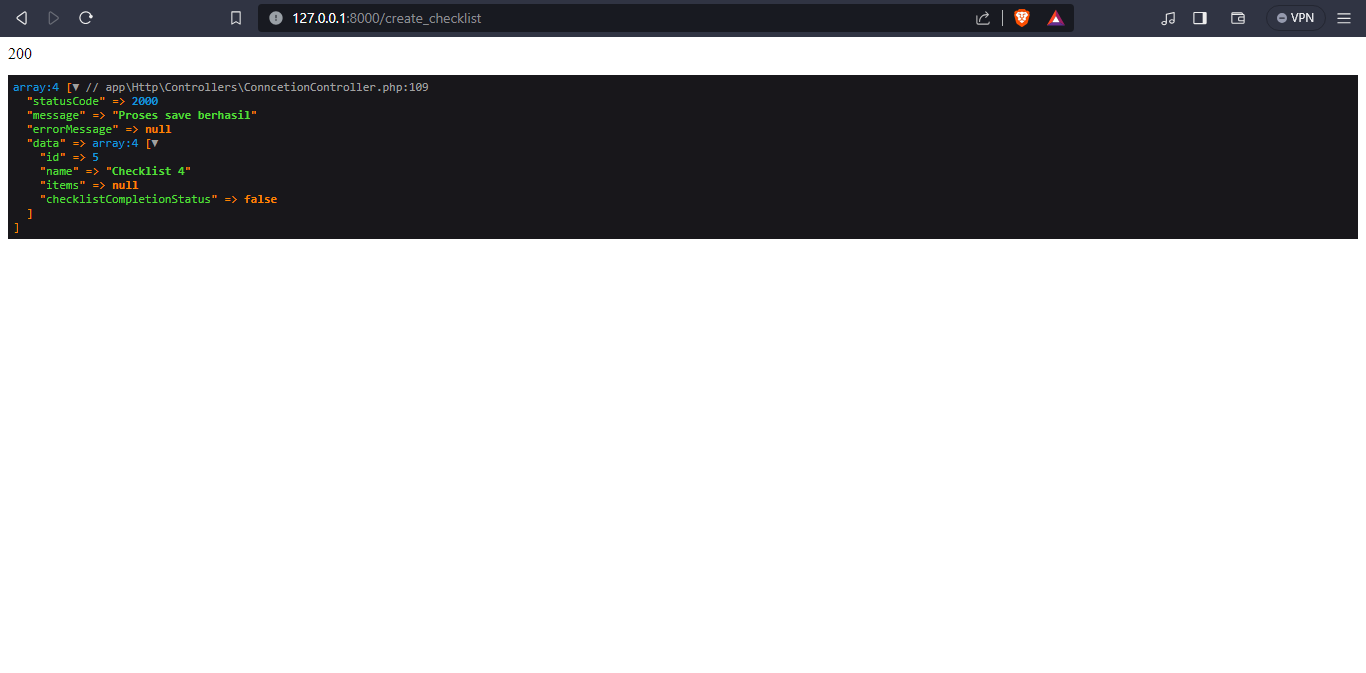 127.0.0.1:8000/create_checklist
VPN
200
array:4 [▼ // app\Http\Controllers\ConncetionController.php:109
"statusCode" => 2000
"message" => "Proses save berhasil"
"errorMessage" => null
"data" => array:4 [▼
"id" => 5
"name" => "Checklist 4"
"items" => null
"checklistCompletionStatus" => false
]
]